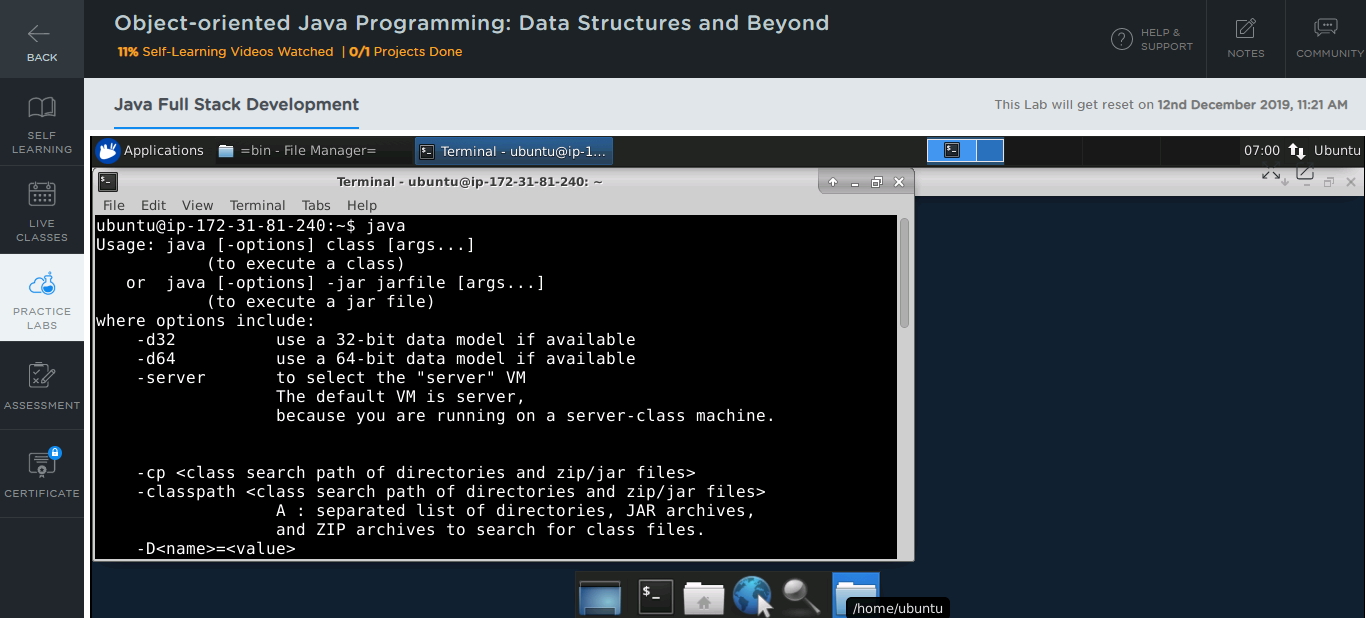 BACK
Object-oriented Java Programming: Data Structures and Beyond
11% Self-Learning Videos Watched | 0/1 Projects Done
? HELP &
SUPPORT
NOTES
COMMUNITY
SELF
LEARNING
LIVE
CLASSES
PRACTICE
LABS
ASSESSMENT
CERTIFICATE
Java Full Stack Development
This Lab will get reset on 12nd December 2019, 11:21 AM
Applications
=bin - File Manager=
Terminal - ubuntu@ip-1...
07:00
Ubuntu
Terminal - ubuntu@ip-172-31-81-240: ~
File Edit View Terminal Tabs Help
ubuntu@ip-172-31-81-240:~$ java
Usage: java [-options] class [args...]
(to execute a class)
or java [-options] -jar jarfile [args...]
(to execute a jar file)
where options include:
-d32 use a 32-bit data model if available
-d64 use a 64-bit data model if available
-server to select the "server" VM
The default VM is server,
because you are running on a server-class machine.
-cp <class search path of directories and zip/jar files>
-classpath <class search path of directories and zip/jar files>
A : separated list of directories, JAR archives,
and ZIP archives to search for class files.
-D<name>=<value>
$_
/home/ubuntu